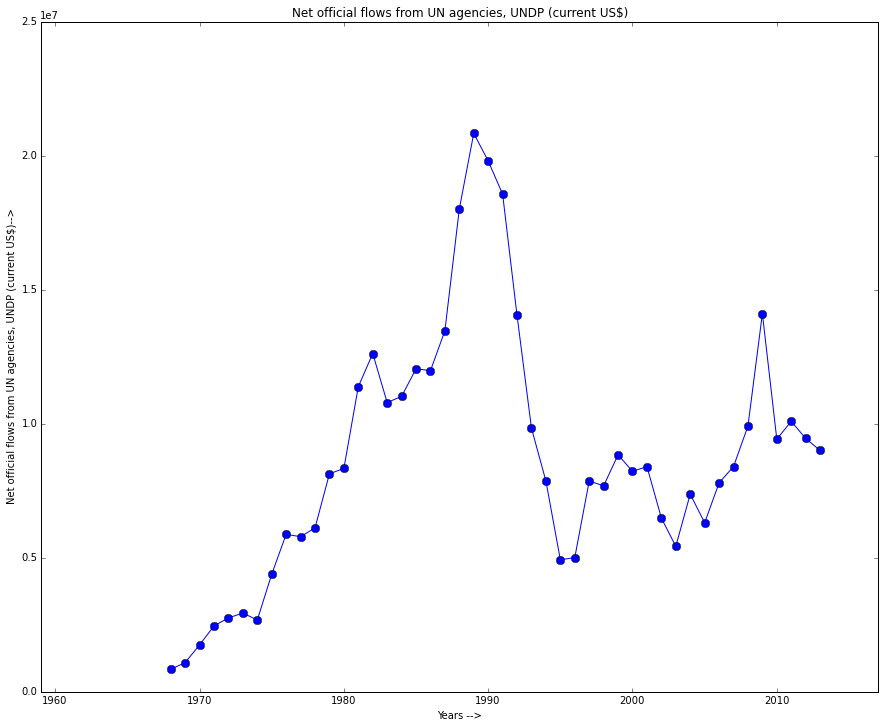 Net official flows from UN agencies, UNDP (current US$)
1e7
2.5
2.0
1.5
1.0
0.5
0.0
Net official flows from UN agencies, UNDP (current US$)-->
1960 1970 1980 1990 2000 2010
Years -->